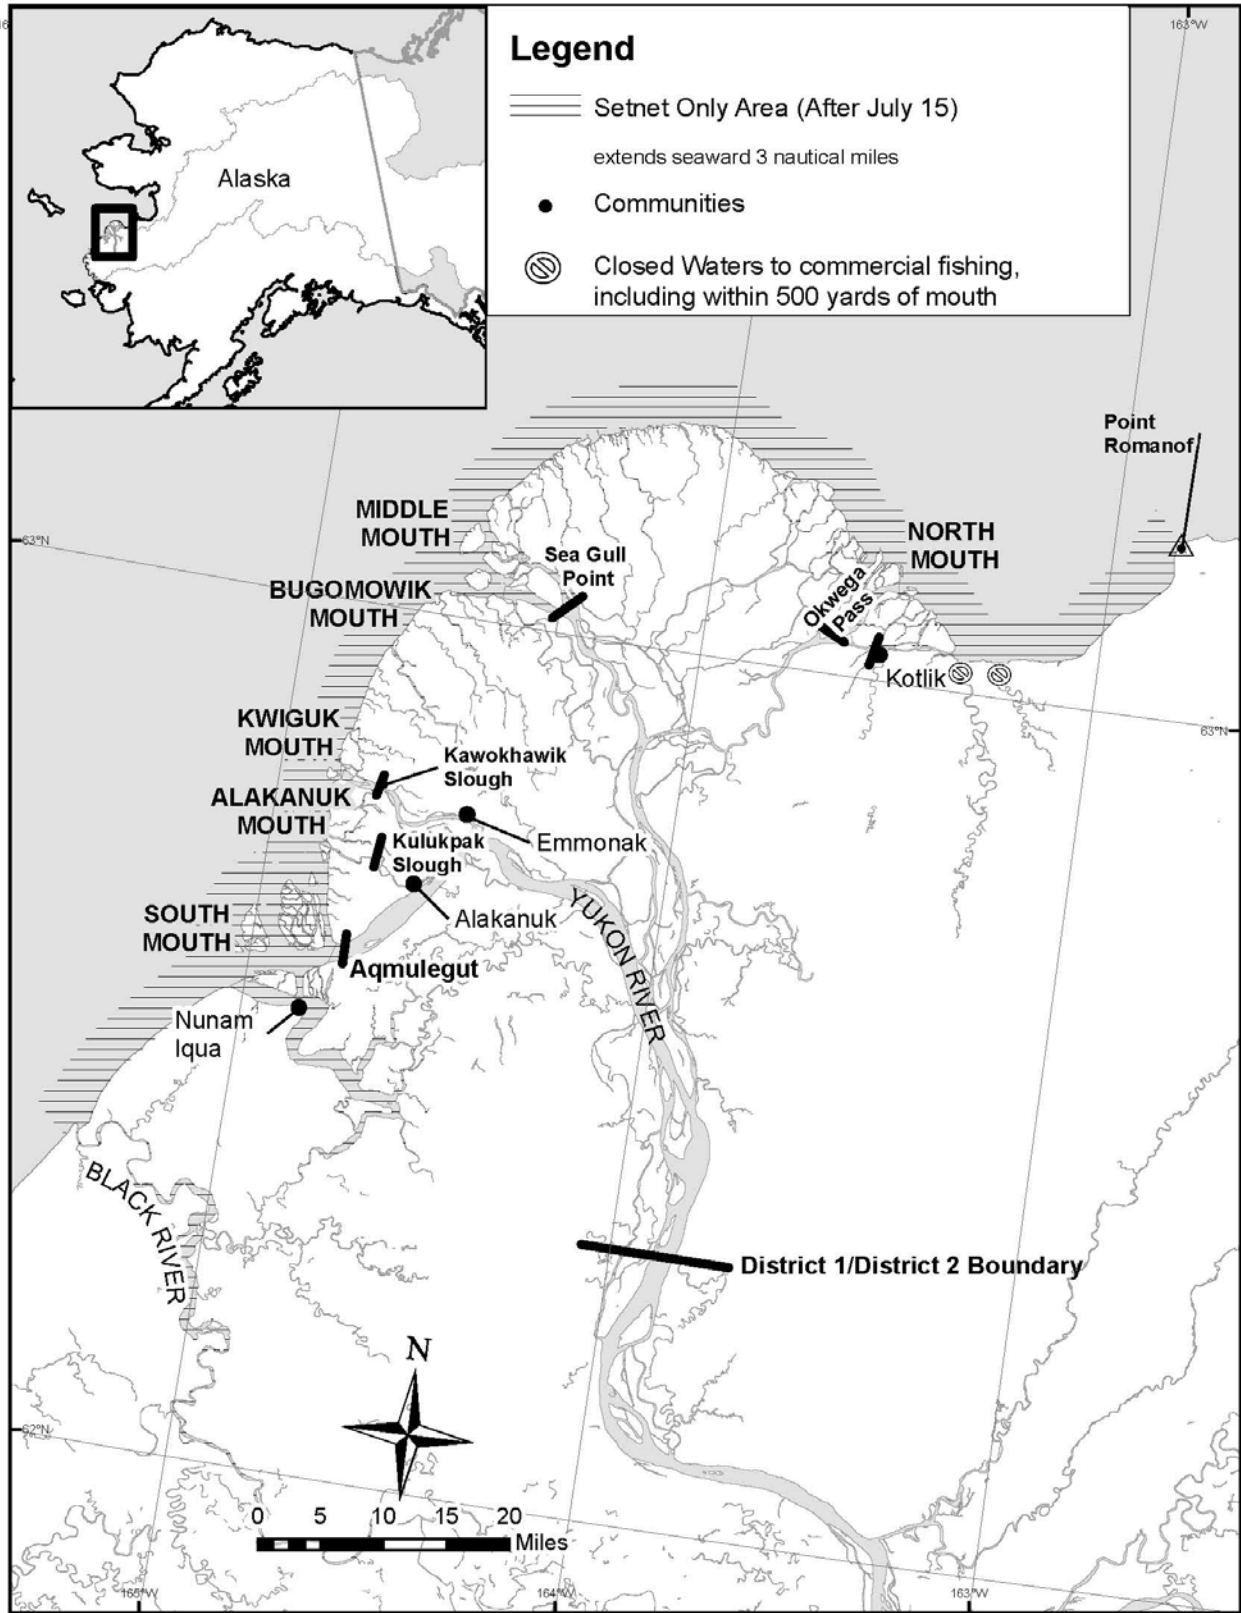 163°W
Legend
Setnet Only Area (After July 15)
extends seaward 3 nautical miles
Communities
Closed Waters to commercial fishing,
including within 500 yards of mouth
Alaska
Point
Romanof
MIDDLE
MOUTH
NORTH
MOUTH
63°N
Sea Gull
Point
BUGOMOWIK
MOUTH
Okwega
Pass
Kotlik
KWIGUK
MOUTH
63°N
Kawokhawik
Slough
ALAKANUK
MOUTH
Emmonak
Kulukpak
Slough
SOUTH
MOUTH
Alakanuk
YUKON RIVER
Aqmulegut
Nunam
Iqua
BLACK RIVER
District 1/District 2 Boundary
N
62°N
0 5 10 15 20
Miles
165°W
164°W
163°W